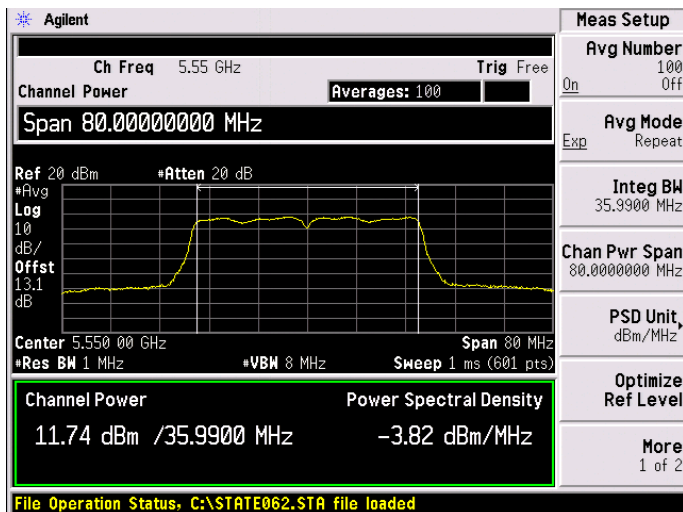 Agilent
Ch Freq 5.55 GHz Trig Free
Channel Power Averages: 100
Span 80.00000000 MHz
Ref 20 dBm #Atten 20 dB
#Avg
Log
10
dB/
Offst
13.1
dB
Center 5.550 00 GHz Span 80 MHz
#Res BW 1 MHz #VBW 8 MHz Sweep 1 ms (601 pts)
Channel Power Power Spectral Density
11.74 dBm /35.9900 MHz -3.82 dBm/MHz
File Operation Status, C:\STATE062.STA file loaded
Meas Setup
Avg Number
100
On Off
Avg Mode
Exp Repeat
Integ BW
35.9900 MHz
Chan Pwr Span
80.0000000 MHz
PSD Unit
dBm/MHz
Optimize
Ref Level
More
1 of 2